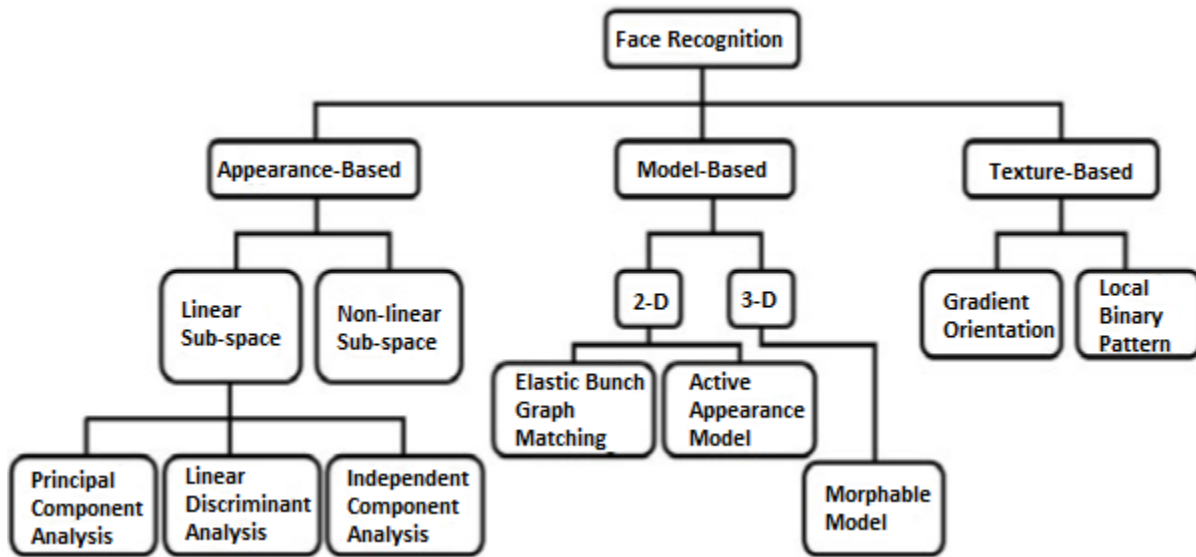 Face Recognition
Appearance-Based
Model-Based
Texture-Based
Linear
Sub-space
Non-linear
Sub-space
2-D
3-D
Gradient
Orientation
Local
Binary
Pattern
Elastic Bunch
Graph
Matching
Active
Appearance
Model
Principal
Component
Analysis
Linear
Discriminant
Analysis
Independent
Component
Analysis
Morphable
Model